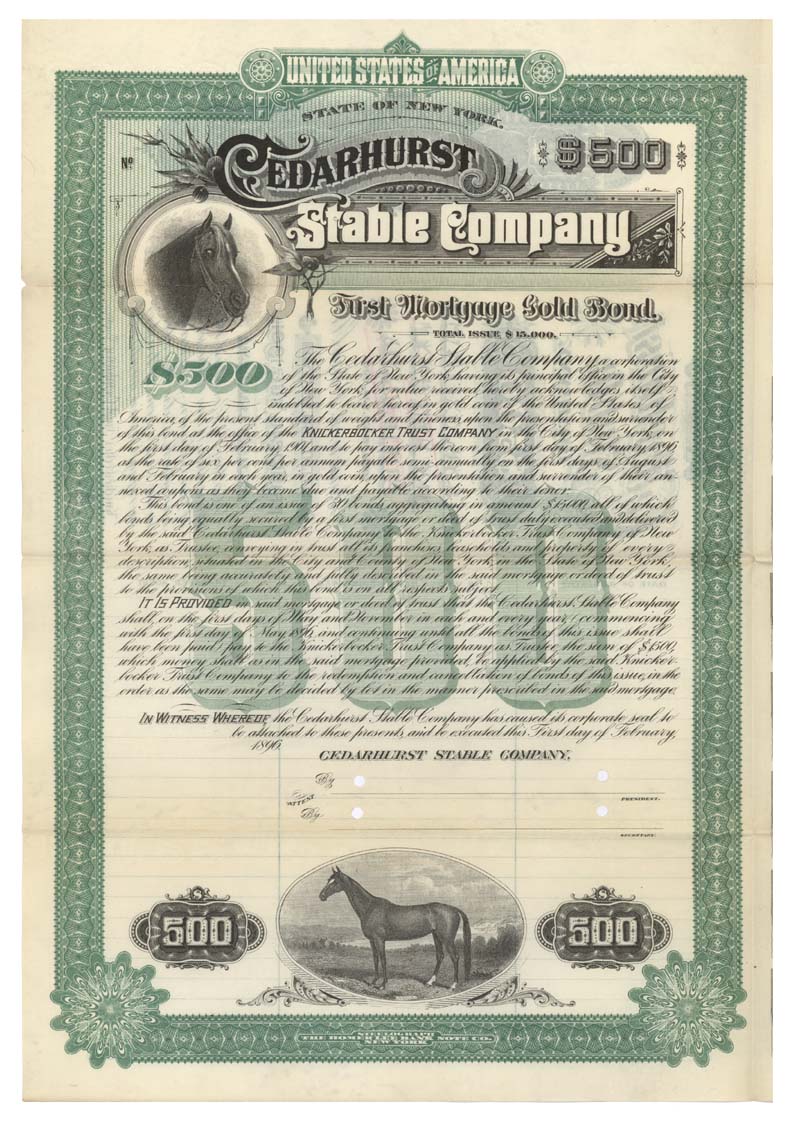 UNITED STATES OF AMERICA
STATE OF NEW YORK.
No
CEDARHURST
$500
Stable Company
First Mortgage Gold Bond.
TOTAL ISSUE, $15,000.
$500
The Cedarhurst Stable Company, a corporation
of the State of New York, having its principal office in the City
of New York, for value received, hereby acknowledges itself
indebted to bearer hereof in gold coin of the United States of
America, of the present standard of weight and fineness, upon the presentation and surrender
of this bond at the office of the KNICKERBOCKER TRUST COMPANY in the City of New York, on
the first day of February, 1901, and to pay interest thereon from first day of February 1896
at the rate of six per cent per annum payable semi-annually on the first days of August
and February in each year, in gold coin, upon the presentation and surrender of their an-
nexed coupons as they become due and payable according to their tenor.
This bond is one of an issue of 30 bonds aggregating in amount $15,000, all of which
bonds being equally secured by a first mortgage or deed of trust duly executed and delivered
by the said Cedarhurst Stable Company to the Knickerbocker Trust Company of New
York, as Trustee, conveying in trust all its franchises, leaseholds and property of every
description situated in the City and County of New York, in the State of New York,
the same being accurately and fully described in the said mortgage or deed of trust
to the provisions of which this bond is in all respects subject.
IT IS PROVIDED in said mortgage or deed of trust that the Cedarhurst Stable Company
shall, on the first days of May and November in each and every year, commencing
with the first day of May, 1896, and continuing until all the bonds of this issue shall
have been paid, pay to the Knickerbocker Trust Company as Trustee, the sum of $1,500,
which money shall as in the said mortgage provided, be applied by the said Knicker-
bocker Trust Company to the redemption and cancellation of bonds of this issue, in the
order as the same may be decided by lot in the manner prescribed in the said mortgage.
500
IN WITNESS WHEREOF the Cedarhurst Stable Company has caused its corporate seal to
be attached to these presents, and to be executed this First day of February,
1896.
CEDARHURST STABLE COMPANY,
By
PRESIDENT.
ATTEST
By
SECRETARY.
$ 500
$ 500
STEELOGRAPH
THE HOMER LEE BANK NOTE CO.
NEW YORK